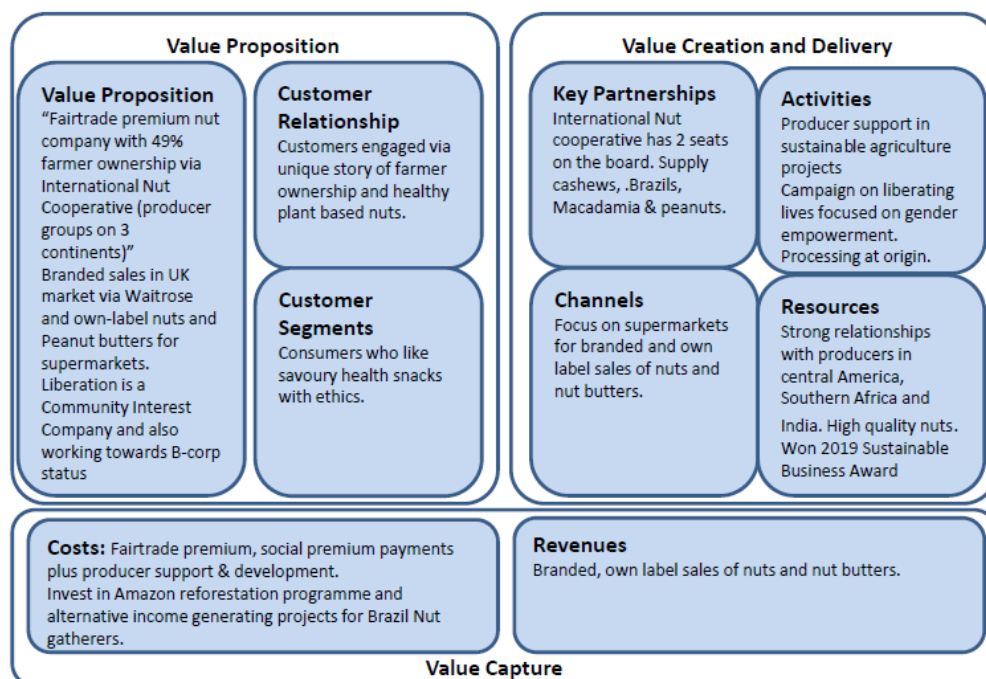 Value Proposition
Value Proposition
“Fairtrade premium nut
company with 49%
farmer ownership via
International Nut
Cooperative (producer
groups on 3
continents)”
Branded sales in UK
market via Waitrose
and own-label nuts and
Peanut butters for
supermarkets.
Liberation is a
Community Interest
Company and also
working towards B-corp
status
Customer
Relationship
Customers engaged via
unique story of farmer
ownership and healthy
plant based nuts.
Customer
Segments
Consumers who like
savoury health snacks
with ethics.
Value Creation and Delivery
Key Partnerships
International Nut
cooperative has 2 seats
on the board. Supply
cashews, .Brazils,
Macadamia & peanuts.
Activities
Producer support in
sustainable agriculture
projects
Campaign on liberating
lives focused on gender
empowerment.
Processing at origin.
Channels
Focus on supermarkets
for branded and own
label sales of nuts and
nut butters.
Resources
Strong relationships
with producers in
central America,
Southern Africa and
India. High quality nuts.
Won 2019 Sustainable
Business Award
Costs: Fairtrade premium, social premium payments
plus producer support & development.
Invest in Amazon reforestation programme and
alternative income generating projects for Brazil Nut
gatherers.
Revenues
Branded, own label sales of nuts and nut butters.
Value Capture